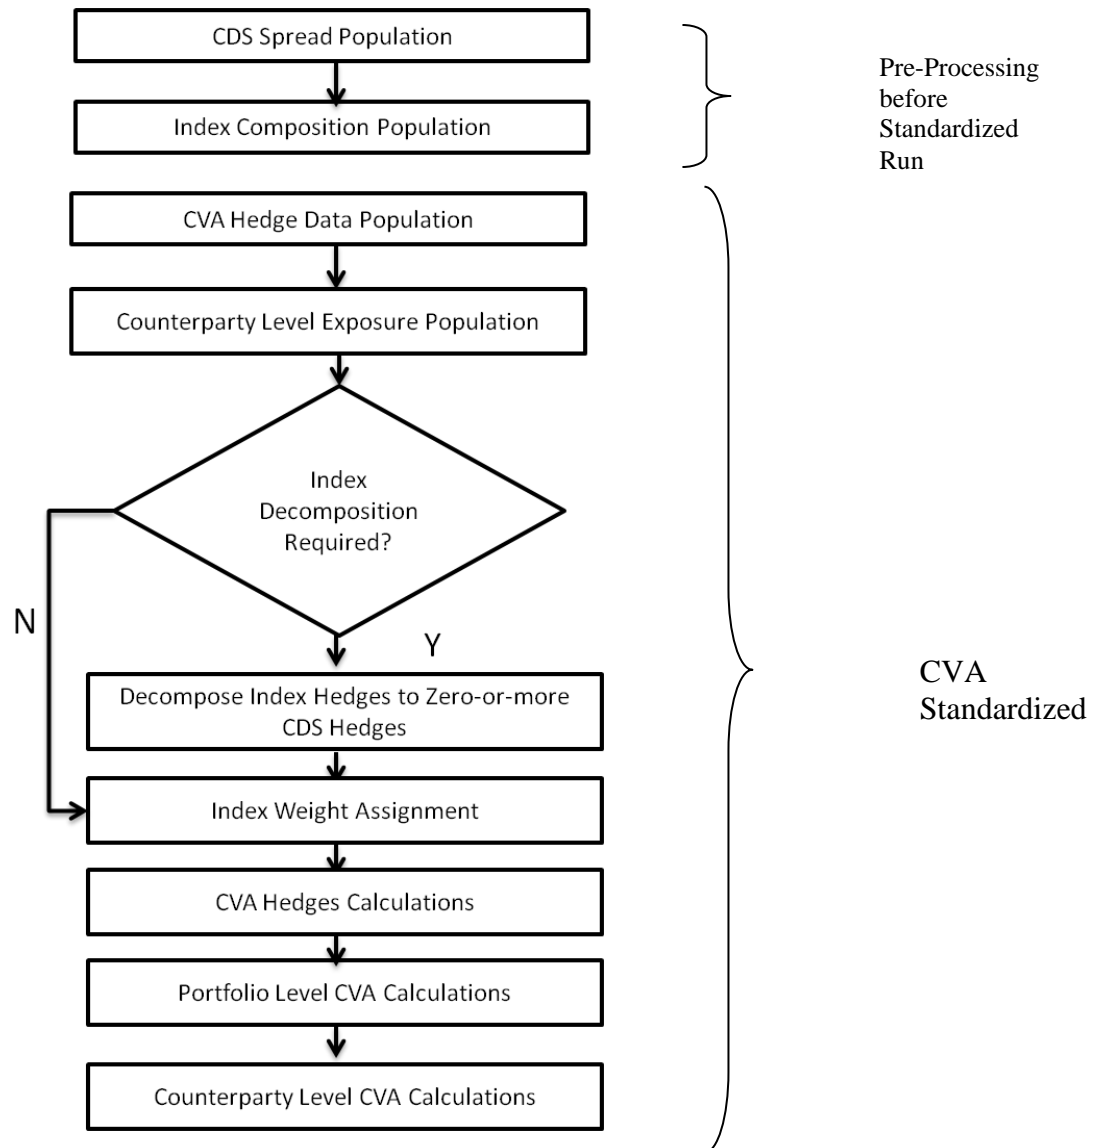 CDS Spread Population
Index Composition Population
Pre-Processing
before
Standardized
Run
CVA Hedge Data Population
Counterparty Level Exposure Population
Index
Decomposition
Required?
N
Y
Decompose Index Hedges to Zero-or-more
CDS Hedges
Index Weight Assignment
CVA Hedges Calculations
Portfolio Level CVA Calculations
Counterparty Level CVA Calculations
CVA
Standardized